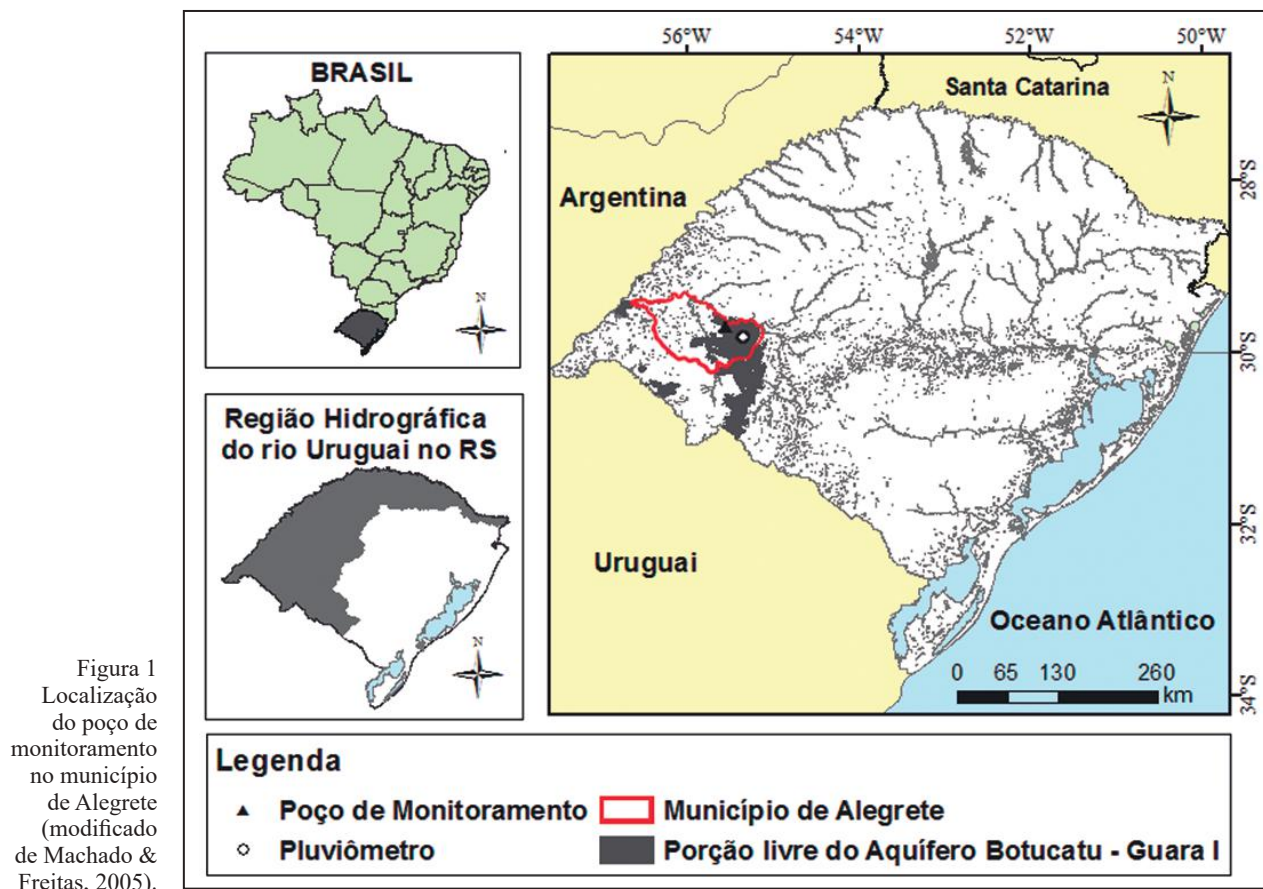 BRASIL
N
Região Hidrográfica
do rio Uruguai no RS
N
56°W 54°W 52°W 50°W
Santa Catarina
N
Argentina
28°S
30°S
Uruguai
32°S
Oceano Atlântico
0 65 130 260
km
34°S
Legenda
Poço de Monitoramento
Município de Alegrete
Pluviômetro
Porção livre do Aquífero Botucatu - Guara I
Figura 1
Localização
do poço de
monitoramento
no município
de Alegrete
(modificado
de Machado &
Freitas, 2005).